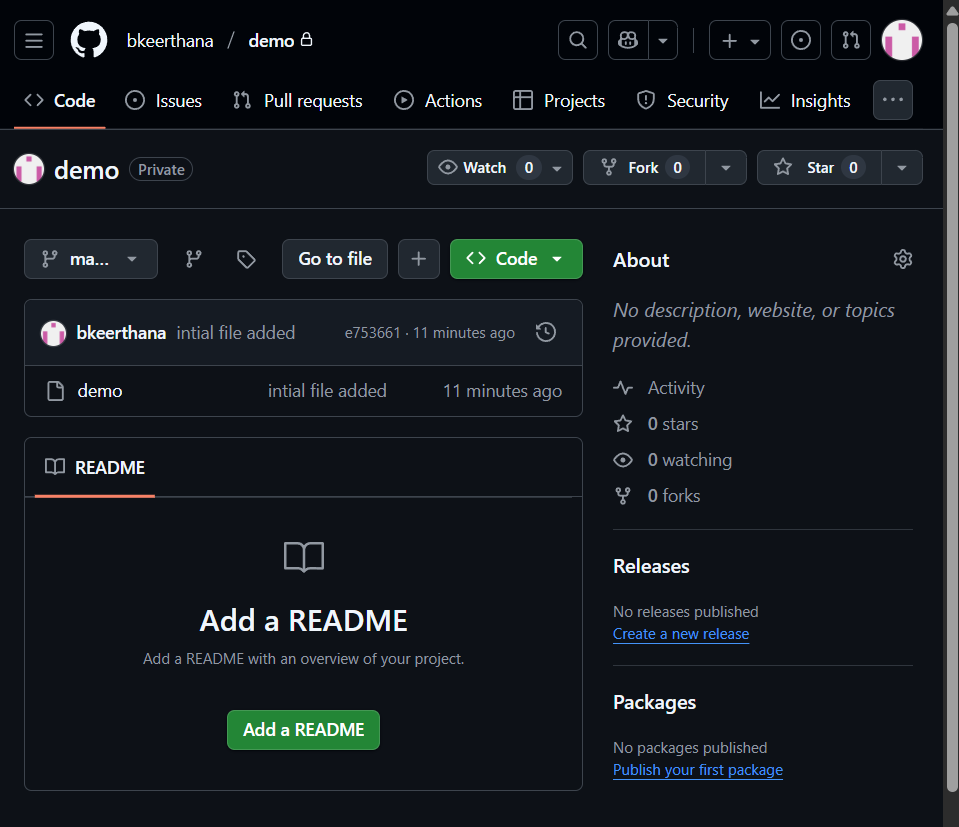 bkeerthana / demo
Code Issues Pull requests Actions Projects Security Insights
demo Private Watch 0 Fork 0 Star 0
ma... Go to file Code
bkeerthana intial file added e753661 · 11 minutes ago
demo intial file added 11 minutes ago
README
Add a README
Add a README with an overview of your project.
Add a README
About
No description, website, or topics
provided.
Activity
0 stars
0 watching
0 forks
Releases
No releases published
Create a new release
Packages
No packages published
Publish your first package